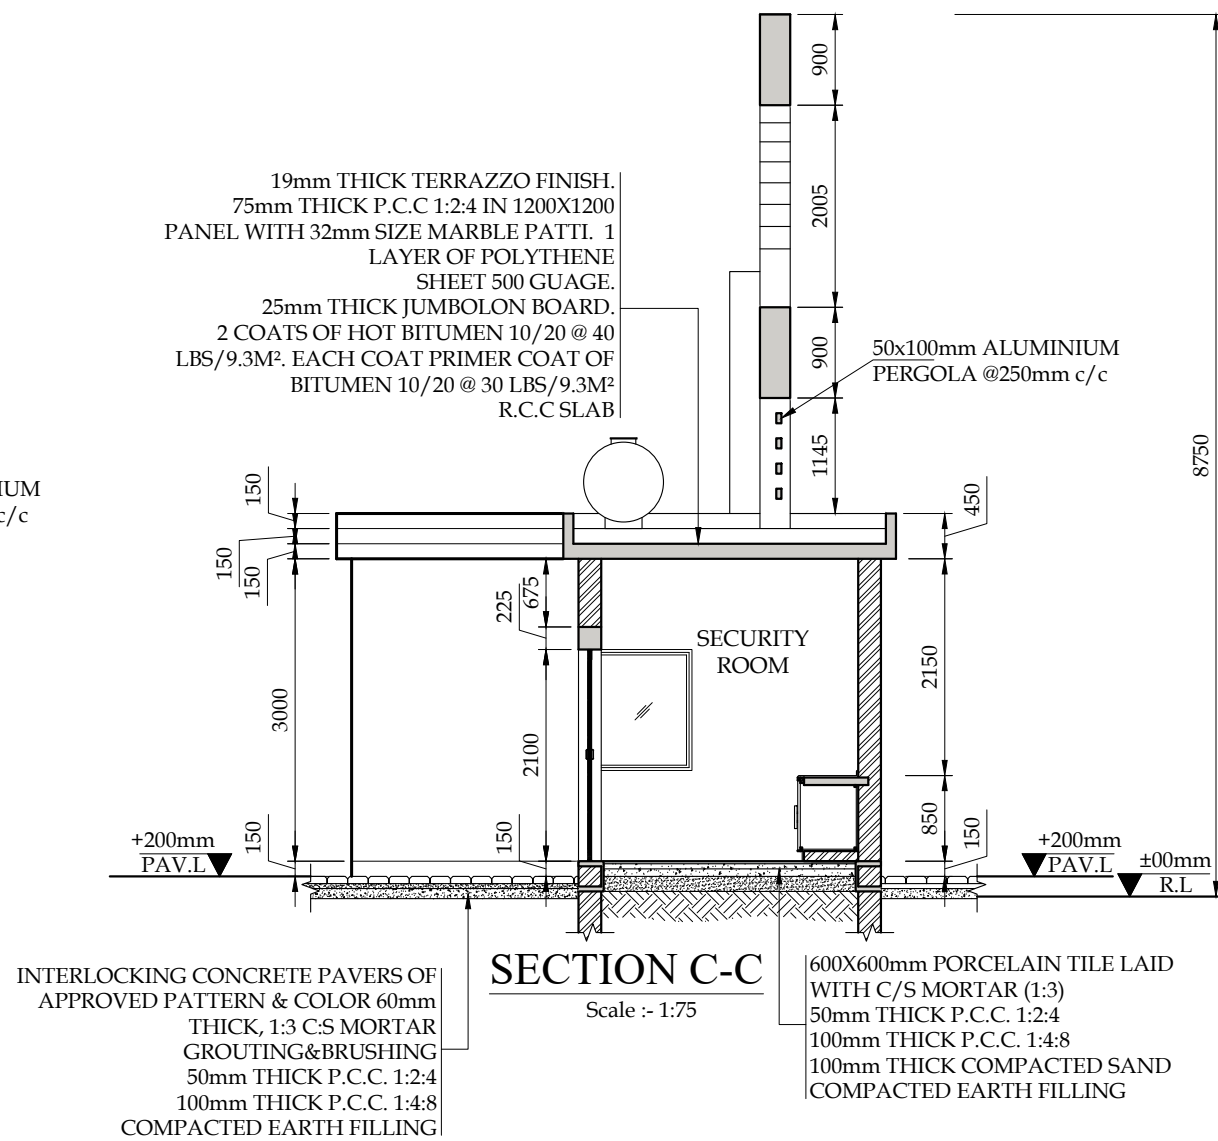 900
2005
900
1145
8750
19mm THICK TERRAZZO FINISH.
75mm THICK P.C.C 1:2:4 IN 1200X1200
PANEL WITH 32mm SIZE MARBLE PATTI. 1
LAYER OF POLYTHENE
SHEET 500 GUAGE.
25mm THICK JUMBOLON BOARD.
2 COATS OF HOT BITUMEN 10/20 @ 40
LBS/9.3M². EACH COAT PRIMER COAT OF
BITUMEN 10/20 @ 30 LBS/9.3M²
R.C.C SLAB
50x100mm ALUMINIUM
PERGOLA @250mm c/c
IUM
c/c
150
150
150
3000
150
225
675
2100
150
SECURITY
ROOM
450
2150
850
150
+200mm
PAV.L
+200mm
PAV.L
±00mm
R.L
SECTION C-C
Scale :- 1:75
INTERLOCKING CONCRETE PAVERS OF
APPROVED PATTERN & COLOR 60mm
THICK, 1:3 C:S MORTAR
GROUTING&BRUSHING
50mm THICK P.C.C. 1:2:4
100mm THICK P.C.C. 1:4:8
COMPACTED EARTH FILLING
600X600mm PORCELAIN TILE LAID
WITH C/S MORTAR (1:3)
50mm THICK P.C.C. 1:2:4
100mm THICK P.C.C. 1:4:8
100mm THICK COMPACTED SAND
COMPACTED EARTH FILLING